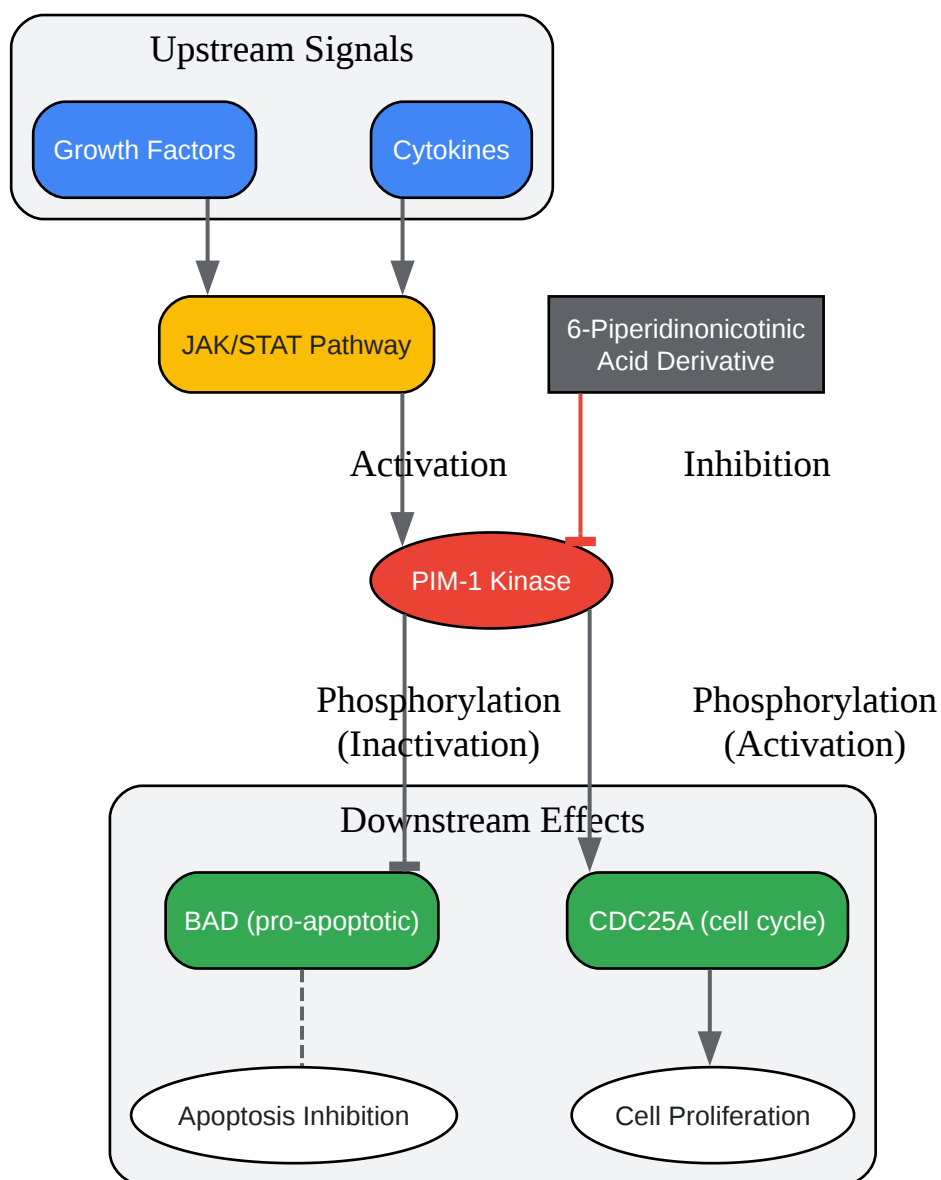 Upstream Signals
Growth Factors
Cytokines
JAK/STAT Pathway
6-Piperidinonicotinic
Acid Derivative
Activation
Inhibition
PIM-1 Kinase
Phosphorylation
(Inactivation)
Phosphorylation
(Activation)
Downstream Effects
BAD (pro-apoptotic)
CDC25A (cell cycle)
Apoptosis Inhibition
Cell Proliferation